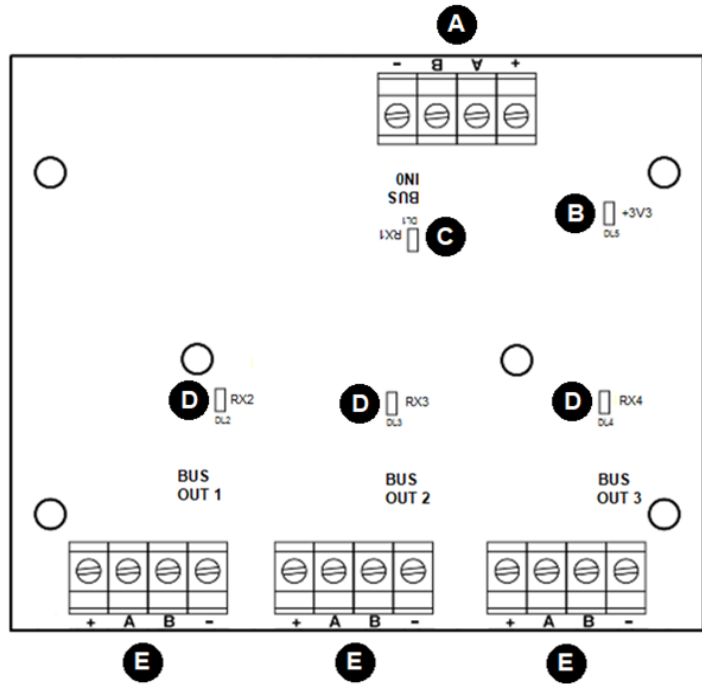 A
- B A +
BUS
IN0
DL1
RX1
C
B
+3V3
DL5
D
RX2
DL2
D
RX3
DL3
D
RX4
DL4
BUS
OUT 1
BUS
OUT 2
BUS
OUT 3
+ A B -
+ A B -
+ A B -
E
E
E